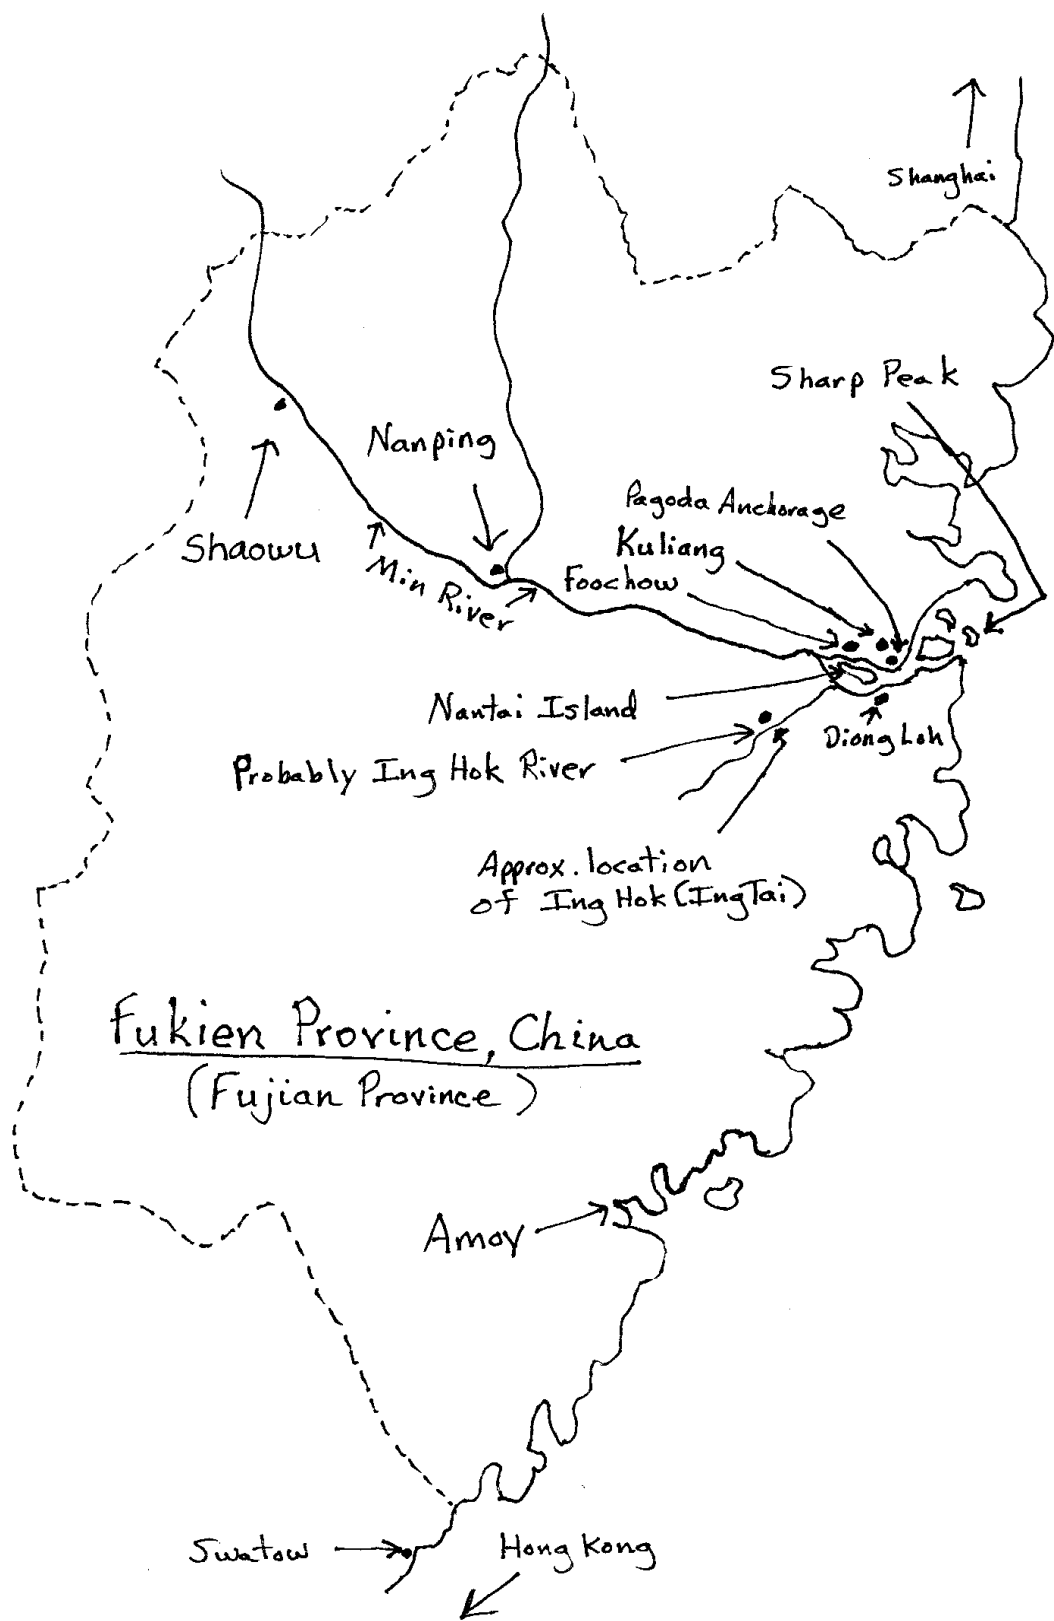 Shanghai
Sharp Peak
Nanping
Pagoda Anchorage
Kuliang
Foochow
Shaowu
Min River
Nantai Island
Diong Loh
Probably Ing Hok River
Approx. location
of Ing Hok (Ing Tai)
Fukien Province, China
(Fujian Province)
Amoy
Swatow
Hong Kong